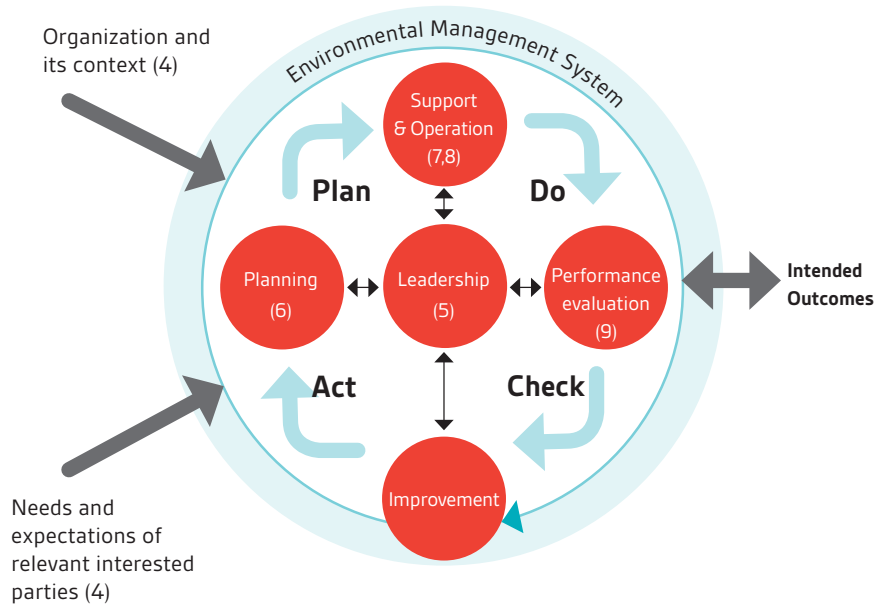 Organization and
its context (4)
Environmental Management System
Support
& Operation
(7,8)
Plan
Do
Planning
(6)
Leadership
(5)
Performance
evaluation
(9)
Intended
Outcomes
Act
Check
Improvement
Needs and
expectations of
relevant interested
parties (4)